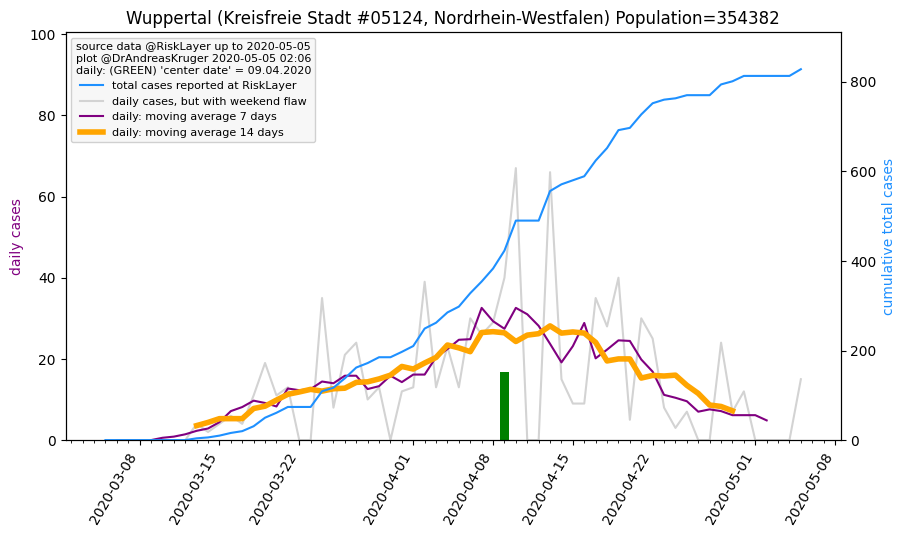 Wuppertal (Kreisfreie Stadt #05124, Nordrhein-Westfalen) Population=354382
source data @RiskLayer up to 2020-05-05
plot @DrAndreasKruger 2020-05-05 02:06
daily: (GREEN) 'center date' = 09.04.2020
total cases reported at RiskLayer
daily cases, but with weekend flaw
daily: moving average 7 days
daily: moving average 14 days
100
80
60
40
20
0
daily cases
800
600
400
200
0
cumulative total cases
2020-03-08
2020-03-15
2020-03-22
2020-04-01
2020-04-08
2020-04-15
2020-04-22
2020-05-01
2020-05-08